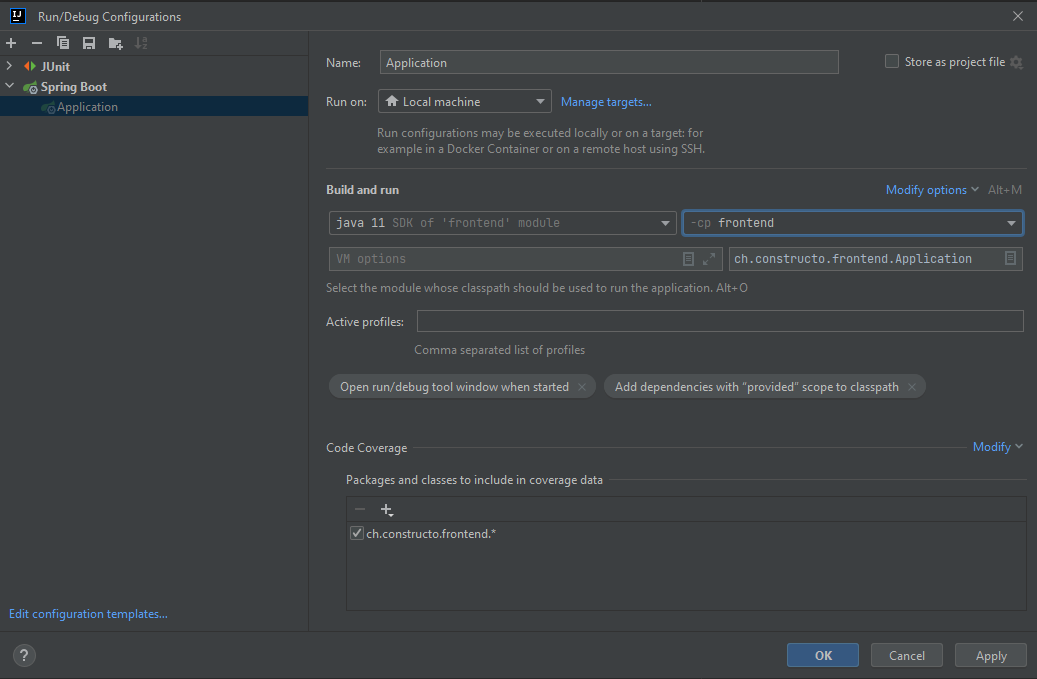 Run/Debug Configurations
JUnit
Spring Boot
Application
Edit configuration templates...
Name: Application
Store as project file
Run on: Local machine Manage targets...
Run configurations may be executed locally or on a target: for
example in a Docker Container or on a remote host using SSH.
Build and run
Modify options Alt+M
java 11 SDK of 'frontend' module
-cp frontend
VM options
ch.constructo.frontend.Application
Select the module whose classpath should be used to run the application. Alt+O
Active profiles:
Comma separated list of profiles
Open run/debug tool window when started
Add dependencies with “provided” scope to classpath
Code Coverage
Modify
Packages and classes to include in coverage data
ch.constructo.frontend.*
?
OK
Cancel
Apply